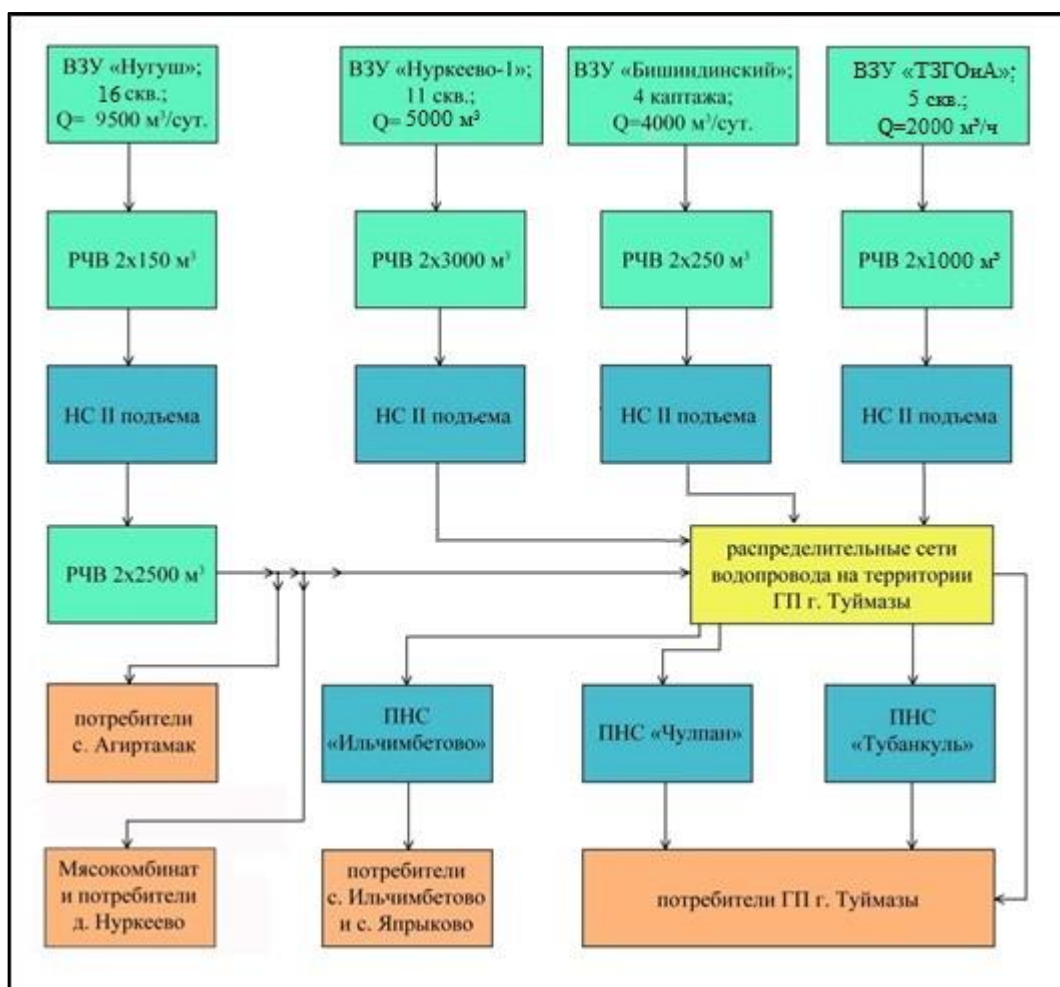 ВЗУ «Нугуш»;
16 скв.;
Q= 9500 м³/сут.
ВЗУ «Нуркеево-1»;
11 скв.;
Q= 5000 м³
ВЗУ «Бишиндинский»;
4 каптажа;
Q=4000 м³/сут.
ВЗУ «ТЗГОиА»;
5 скв.;
Q=2000 м³/ч
РЧВ 2х150 м³
РЧВ 2х3000 м³
РЧВ 2х250 м³
РЧВ 2х1000 м³
НС II подъема
НС II подъема
НС II подъема
НС II подъема
РЧВ 2х2500 м³
распределительные сети
водопровода на территории
ГП г. Туймазы
потребители
с. Агиртамак
ПНС
«Ильчимбетово»
ПНС «Чулпан»
ПНС
«Тубанкуль»
Мясокомбинат
и потребители
д. Нуркеево
потребители
с. Ильчимбетово
и с. Япрыково
потребители ГП г. Туймазы